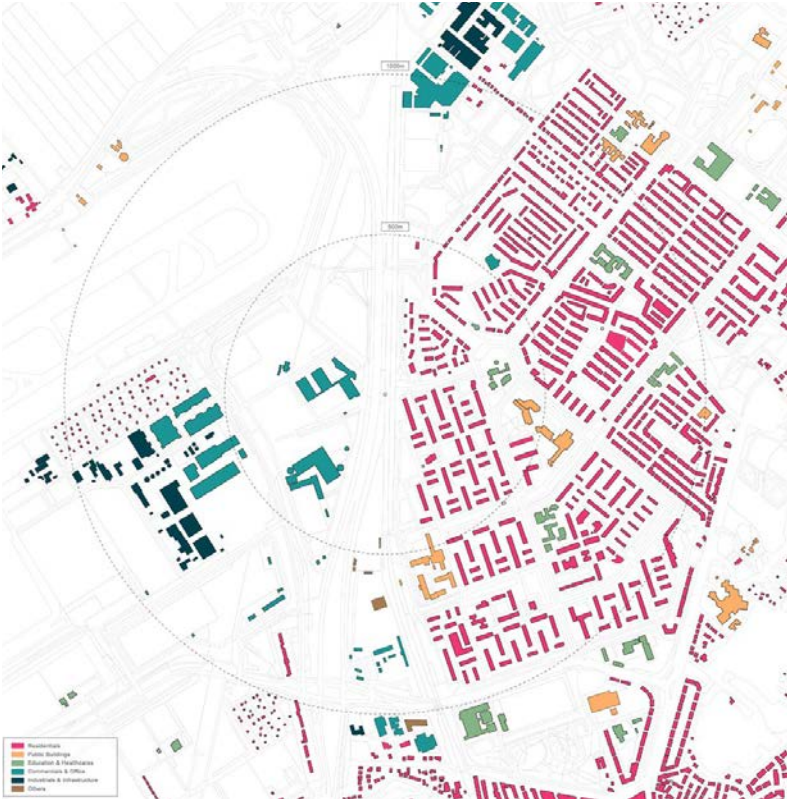 1000m
500m
Residentials
Public Buildings
Education & Healthcares
Commercials & Office
Industrials & Infrastructure
Others